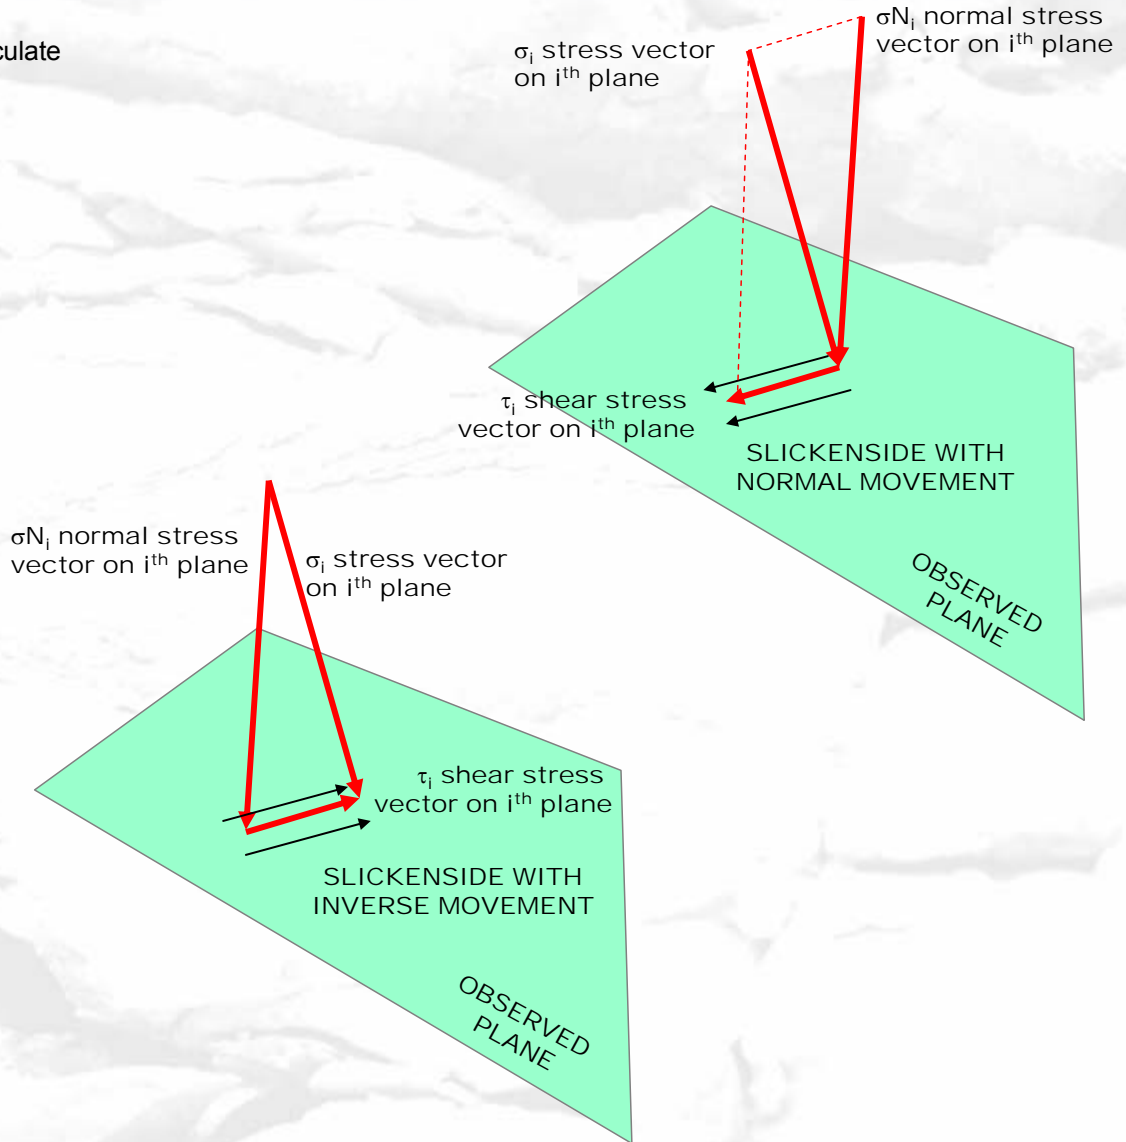 culate
σi stress vector
on ith plane
σNi normal stress
vector on ith plane
τi shear stress
vector on ith plane
SLICKENSIDE WITH
NORMAL MOVEMENT
OBSERVED
PLANE
σNi normal stress
vector on ith plane
σi stress vector
on ith plane
τi shear stress
vector on ith plane
SLICKENSIDE WITH
INVERSE MOVEMENT
OBSERVED
PLANE